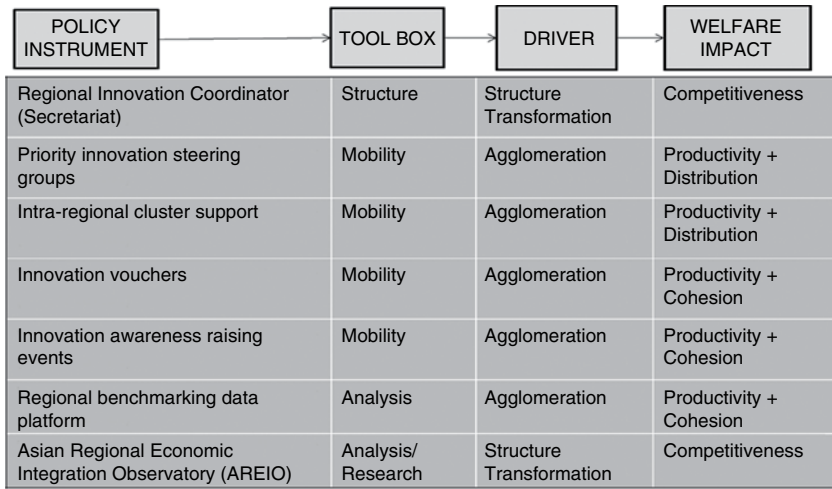 POLICY
INSTRUMENT
TOOL BOX
DRIVER
WELFARE
IMPACT
Regional Innovation Coordinator
(Secretariat)
Structure
Structure
Transformation
Competitiveness
Priority innovation steering
groups
Mobility
Agglomeration
Productivity +
Distribution
Intra-regional cluster support
Mobility
Agglomeration
Productivity +
Distribution
Innovation vouchers
Mobility
Agglomeration
Productivity +
Cohesion
Innovation awareness raising
events
Mobility
Agglomeration
Productivity +
Cohesion
Regional benchmarking data
platform
Analysis
Agglomeration
Productivity +
Cohesion
Asian Regional Economic
Integration Observatory (AREIO)
Analysis/
Research
Structure
Transformation
Competitiveness